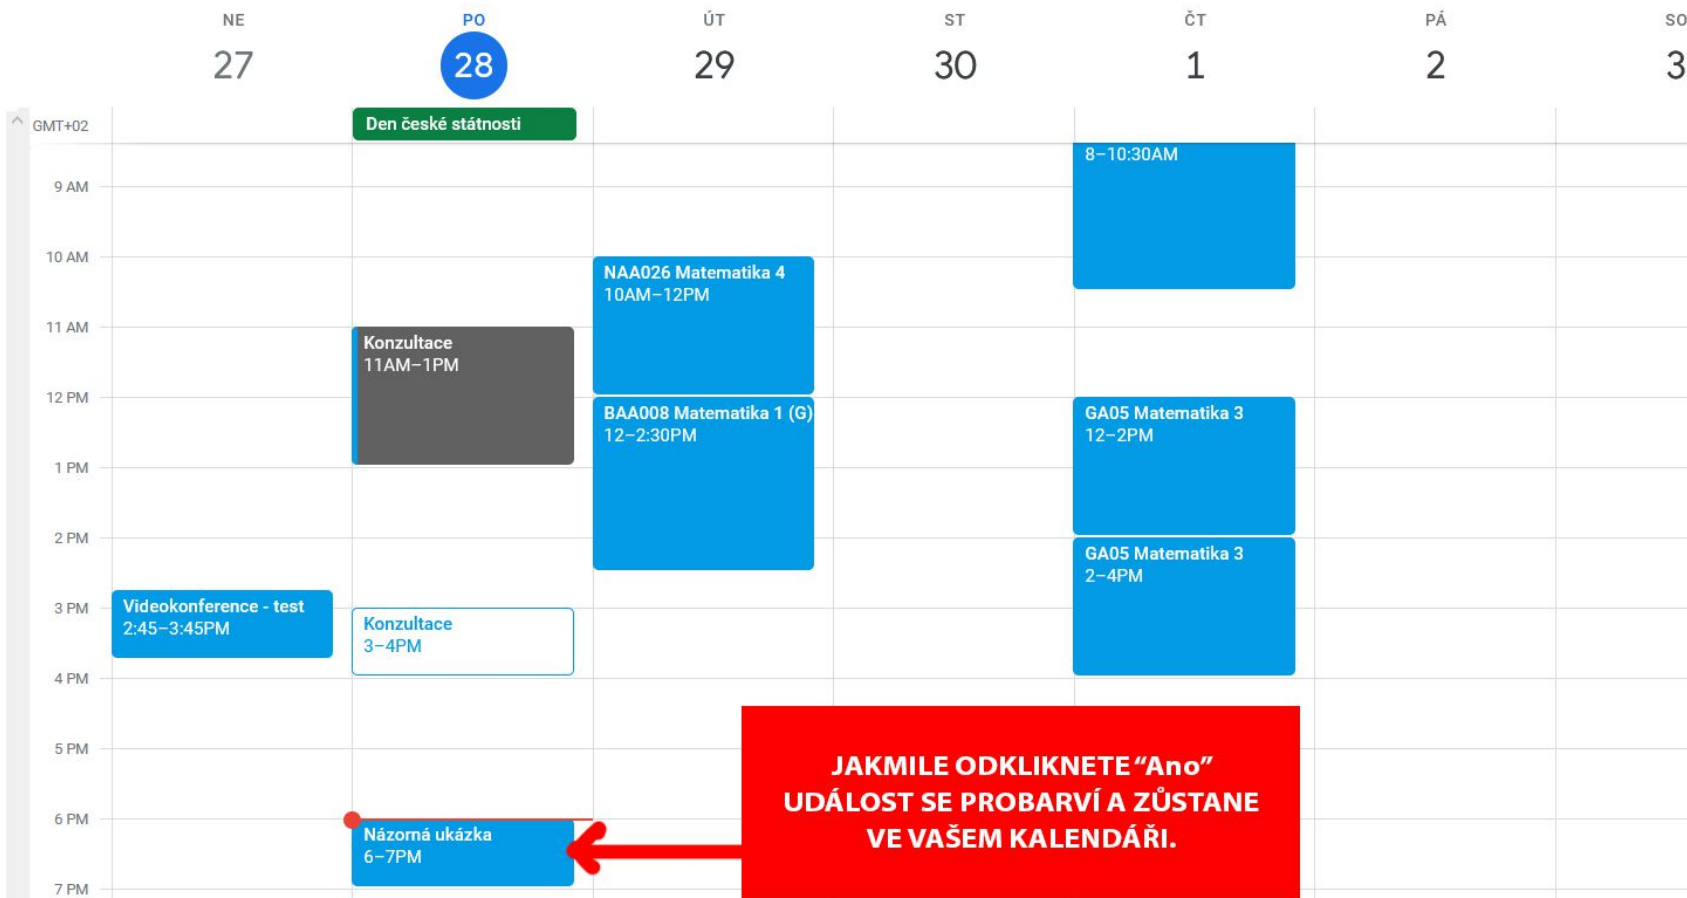 NE
PO
ÚT
ST
ČT
PÁ
SO
27
28
29
30
1
2
3
GMT+02
Den české státnosti
8–10:30AM
9 AM
10 AM
NAA026 Matematika 4
10AM–12PM
11 AM
Konzultace
11AM–1PM
12 PM
BAA008 Matematika 1 (G)
12–2:30PM
GA05 Matematika 3
12–2PM
1 PM
2 PM
GA05 Matematika 3
2–4PM
3 PM
Videokonference - test
2:45–3:45PM
Konzultace
3–4PM
4 PM
5 PM
JAKMILE ODKLIKNETE “Ano”
UDÁLOST SE PROBARVÍ A ZŮSTANE
VE VAŠEM KALENDÁŘI.
6 PM
Názorná ukázka
6–7PM
7 PM